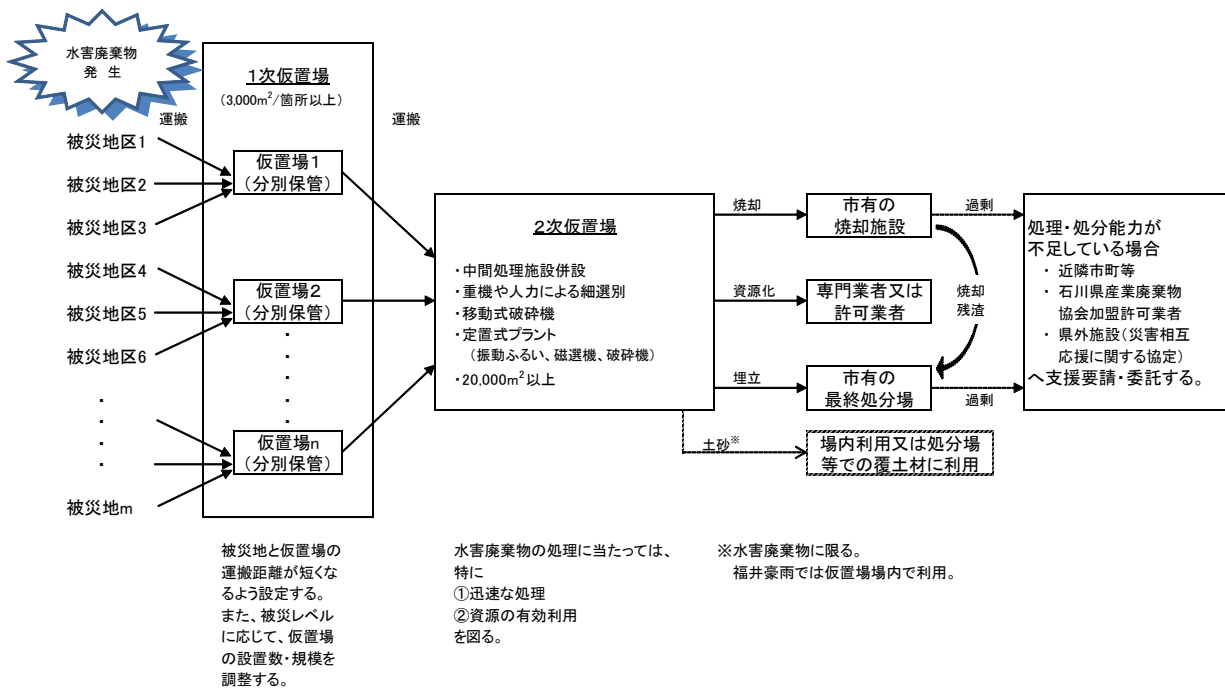 水害廃棄物
発 生
運搬
被災地区1
被災地区2
被災地区3
被災地区4
被災地区5
被災地区6
・
・
・
・
被災地m
1次仮置場
（3,000m²/箇所以上）
仮置場1
（分別保管）
仮置場2
（分別保管）
・
・
・
・
・
仮置場n
（分別保管）
運搬
2次仮置場
・中間処理施設併設
・重機や人力による細選別
・移動式破砕機
・定置式プラント
（振動ふるい、磁選機、破砕機）
・20,000m²以上
焼却
資源化
埋立
土砂※
市有の
焼却施設
専門業者又は
許可業者
市有の
最終処分場
場内利用又は処分場
等での覆土材に利用
過剰
焼却
残渣
過剰
処理・処分能力が
不足している場合
・ 近隣市町等
・ 石川県産業廃棄物
協会加盟許可業者
・ 県外施設（災害相互
応援に関する協定）
へ支援要請・委託する。
被災地と仮置場の
運搬距離が短くな
るよう設定する。
また、被災レベル
に応じて、仮置場
の設置数・規模を
調整する。
水害廃棄物の処理に当たっては、
特に
①迅速な処理
②資源の有効利用
を図る。
※水害廃棄物に限る。
福井豪雨では仮置場場内で利用。